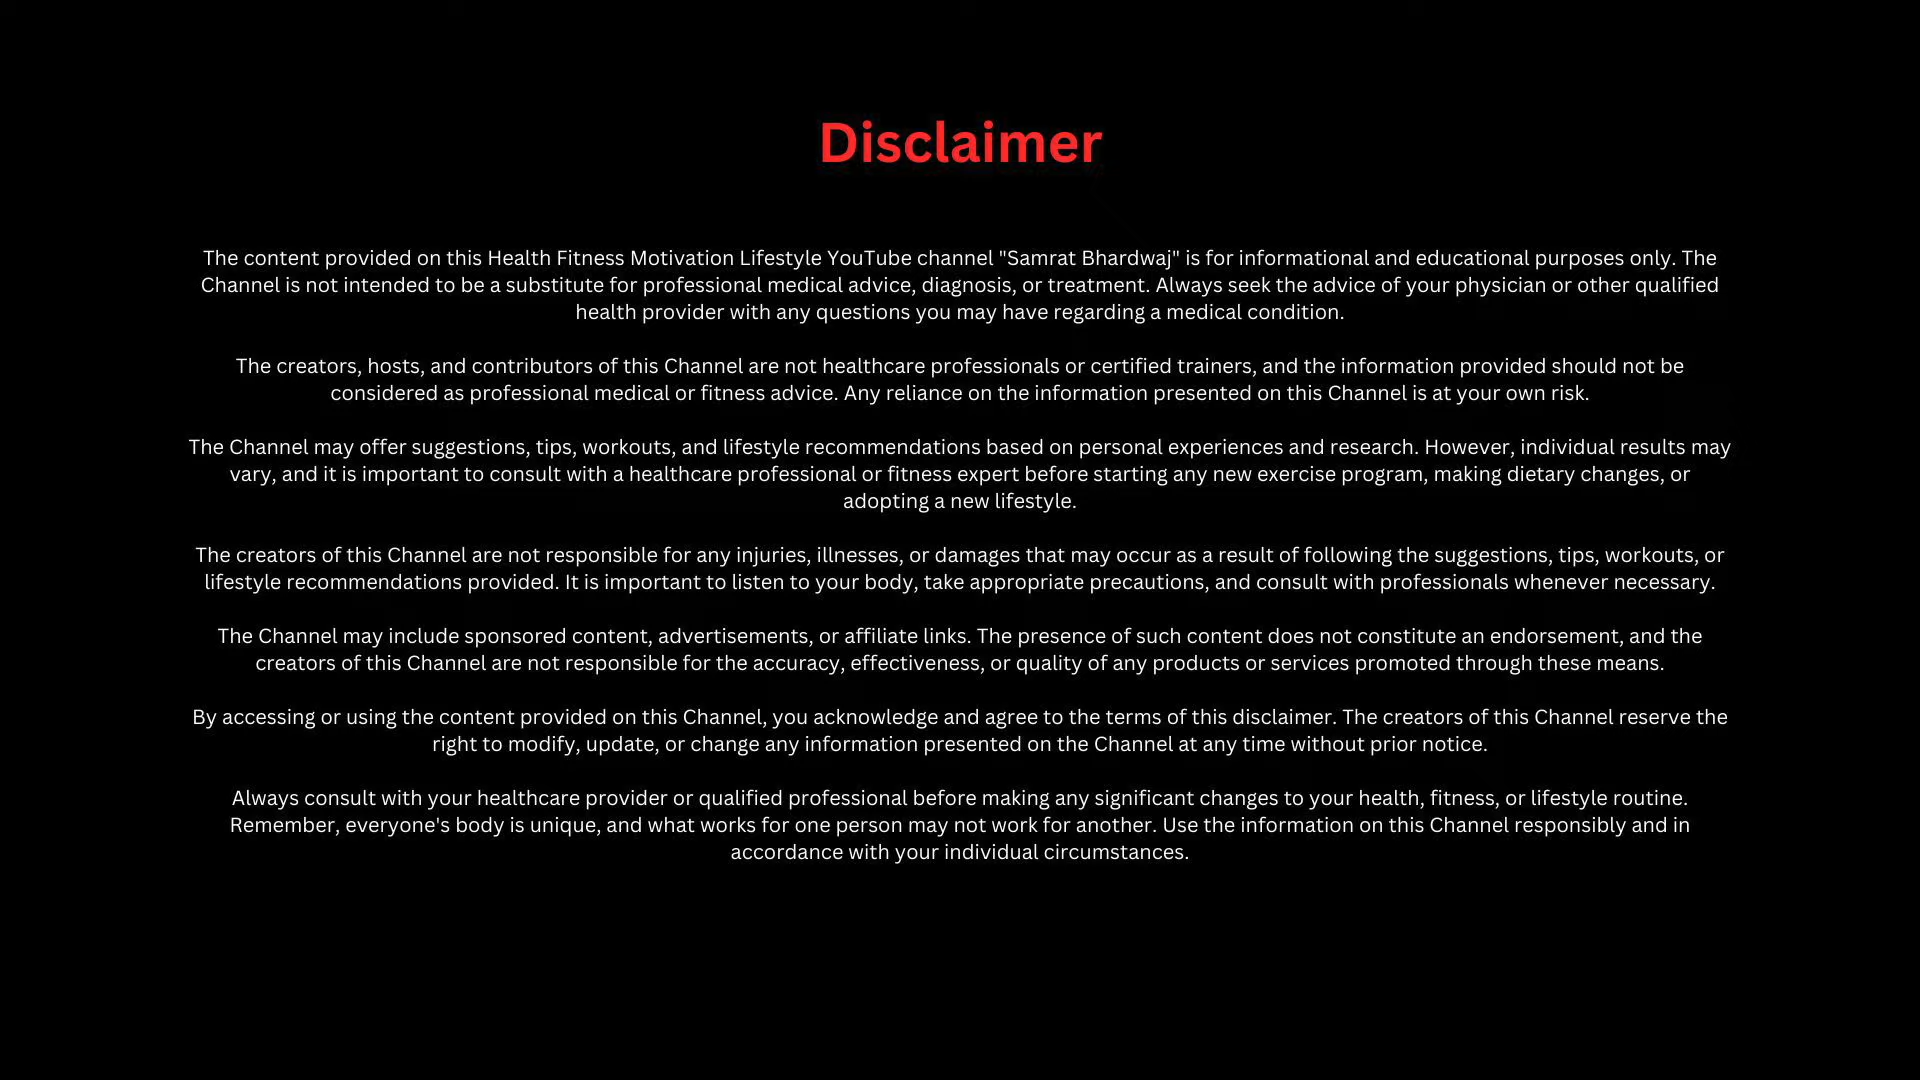 Disclaimer
The content provided on this Health Fitness Motivation Lifestyle YouTube channel "Samrat Bhardwaj" is for informational and educational purposes only. The
Channel is not intended to be a substitute for professional medical advice, diagnosis, or treatment. Always seek the advice of your physician or other qualified
health provider with any questions you may have regarding a medical condition.
The creators, hosts, and contributors of this Channel are not healthcare professionals or certified trainers, and the information provided should not be
considered as professional medical or fitness advice. Any reliance on the information presented on this Channel is at your own risk.
The Channel may offer suggestions, tips, workouts, and lifestyle recommendations based on personal experiences and research. However, individual results may
vary, and it is important to consult with a healthcare professional or fitness expert before starting any new exercise program, making dietary changes, or
adopting a new lifestyle.
The creators of this Channel are not responsible for any injuries, illnesses, or damages that may occur as a result of following the suggestions, tips, workouts, or
lifestyle recommendations provided. It is important to listen to your body, take appropriate precautions, and consult with professionals whenever necessary.
The Channel may include sponsored content, advertisements, or affiliate links. The presence of such content does not constitute an endorsement, and the
creators of this Channel are not responsible for the accuracy, effectiveness, or quality of any products or services promoted through these means.
By accessing or using the content provided on this Channel, you acknowledge and agree to the terms of this disclaimer. The creators of this Channel reserve the
right to modify, update, or change any information presented on the Channel at any time without prior notice.
Always consult with your healthcare provider or qualified professional before making any significant changes to your health, fitness, or lifestyle routine.
Remember, everyone's body is unique, and what works for one person may not work for another. Use the information on this Channel responsibly and in
accordance with your individual circumstances.